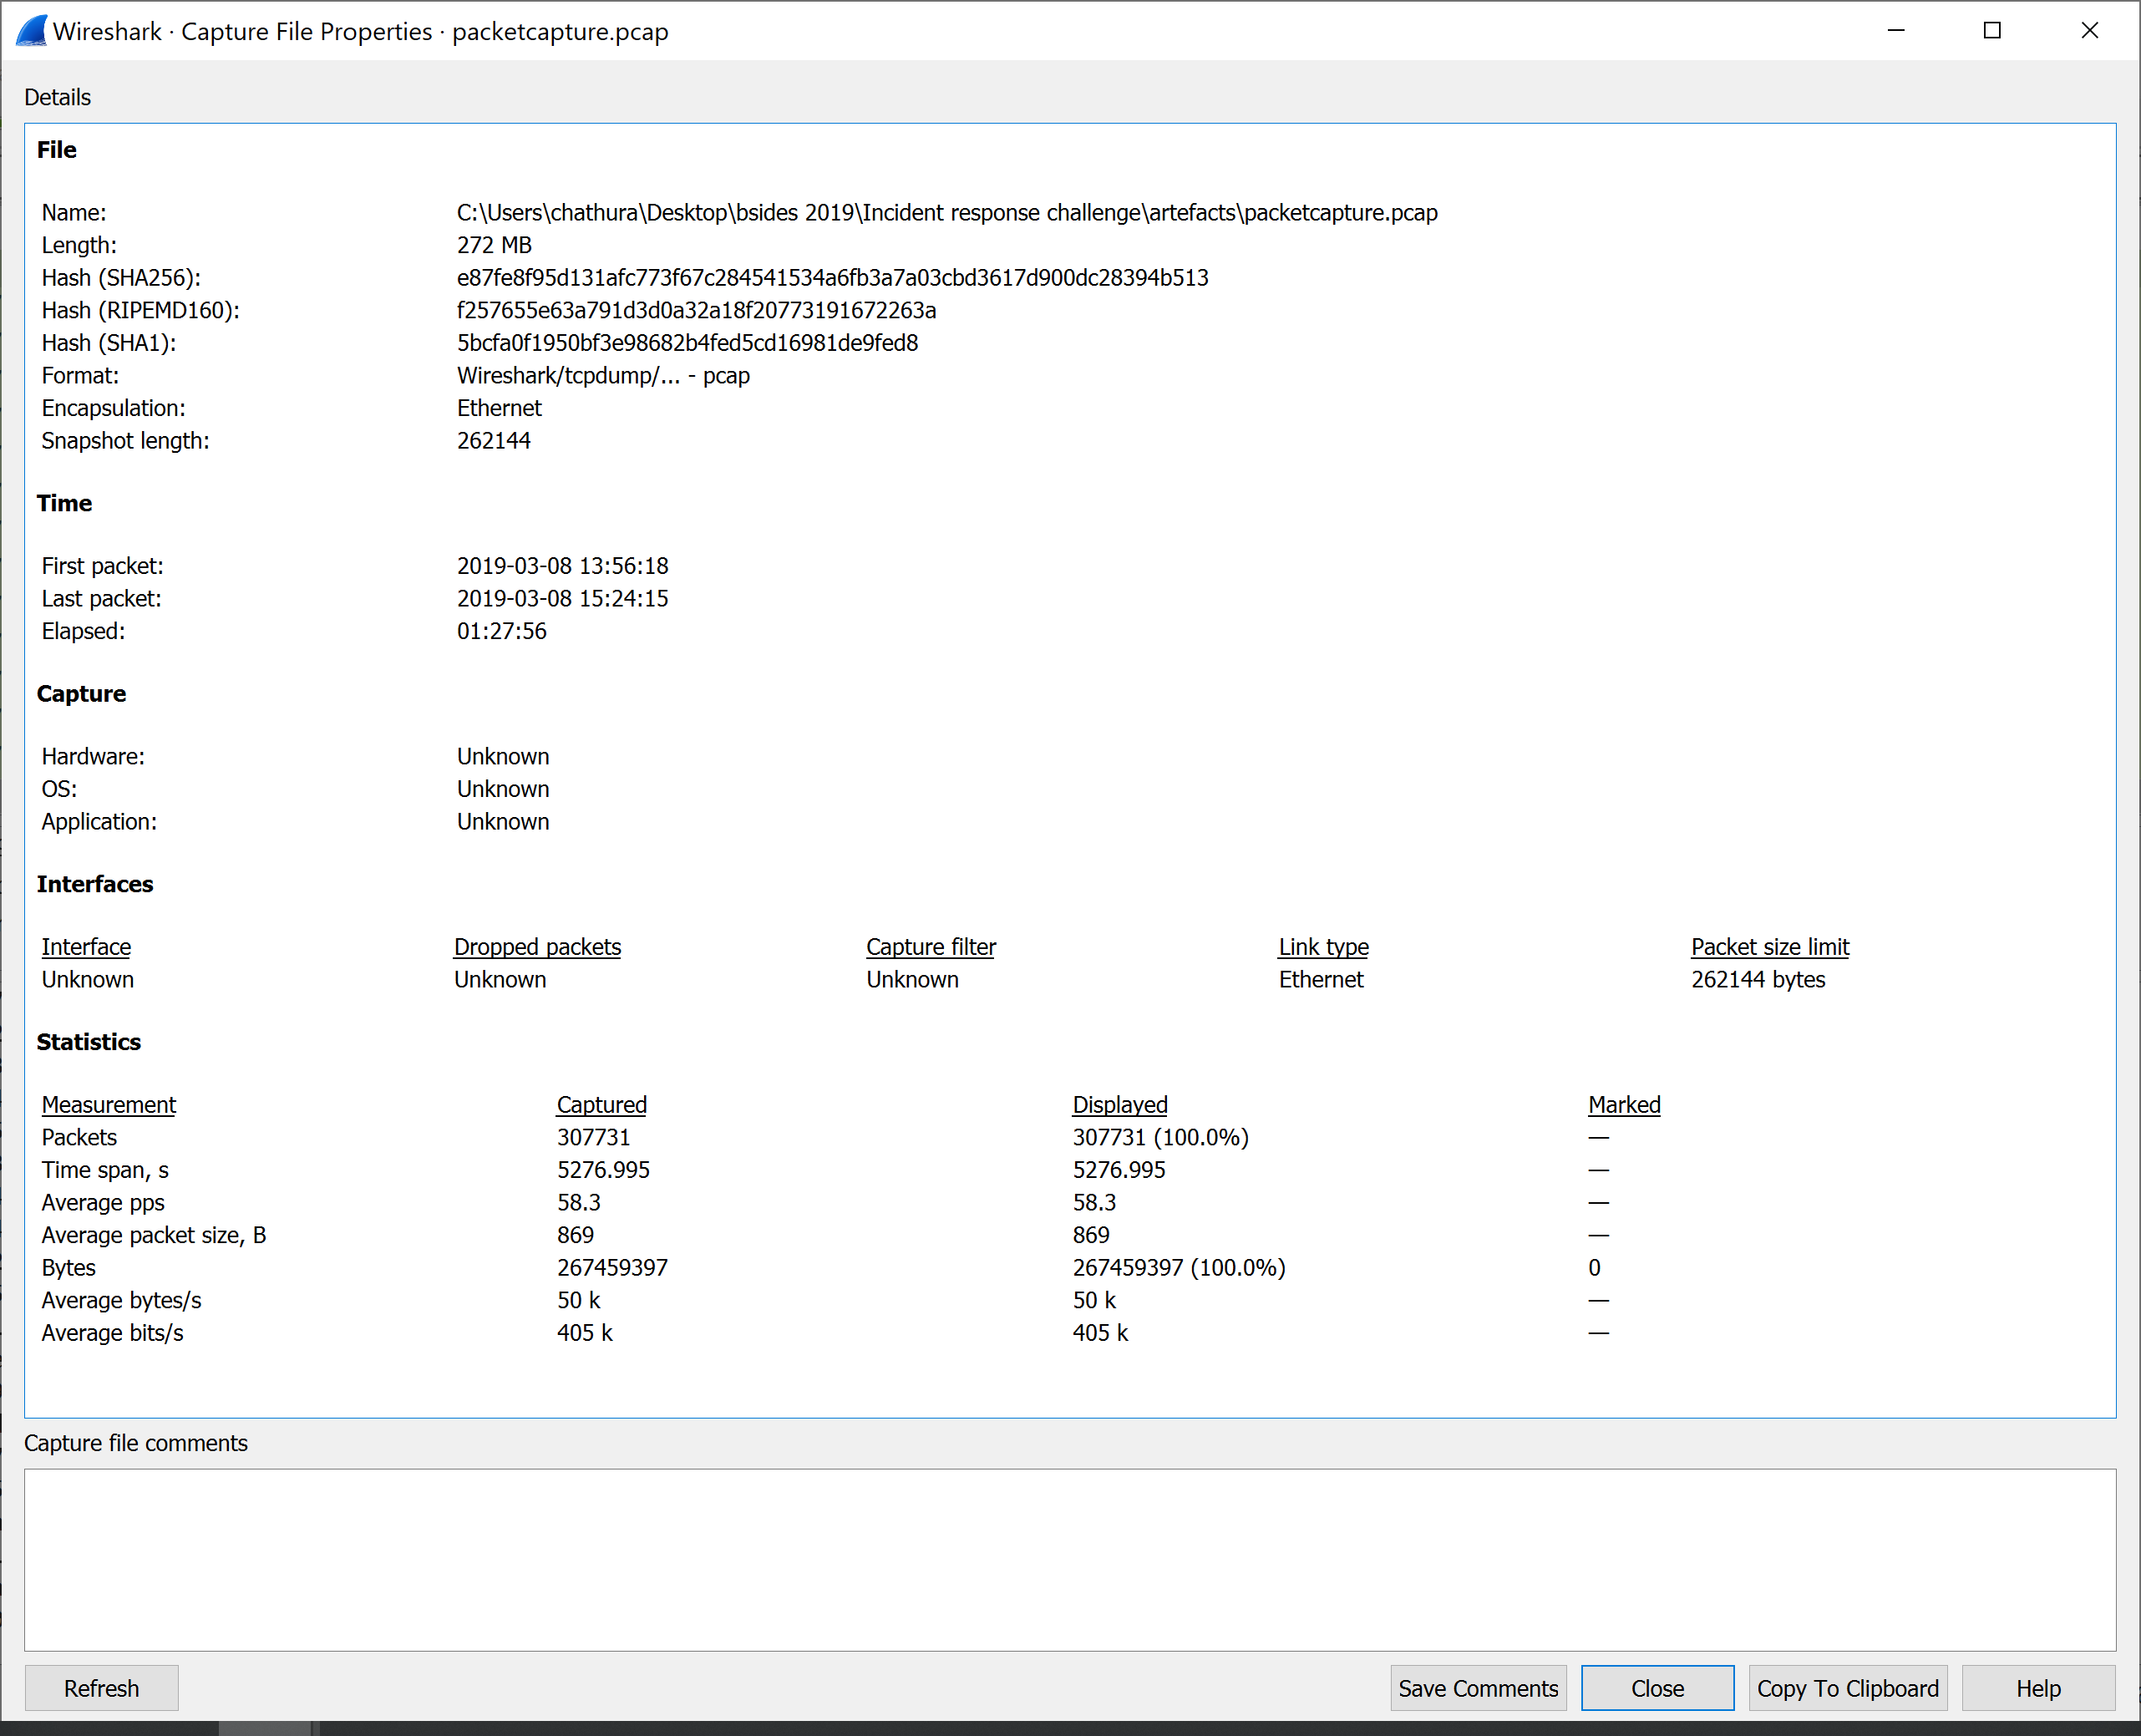 Wireshark · Capture File Properties · packetcapture.pcap
Details
File
Name: C:\Users\chathura\Desktop\bsides 2019\Incident response challenge\artefacts\packetcapture.pcap
Length: 272 MB
Hash (SHA256): e87fe8f95d131afc773f67c284541534a6fb3a7a03cbd3617d900dc28394b513
Hash (RIPEMD160): f257655e63a791d3d0a32a18f20773191672263a
Hash (SHA1): 5bcfa0f1950bf3e98682b4fed5cd16981de9fed8
Format: Wireshark/tcpdump/... - pcap
Encapsulation: Ethernet
Snapshot length: 262144
Time
First packet: 2019-03-08 13:56:18
Last packet: 2019-03-08 15:24:15
Elapsed: 01:27:56
Capture
Hardware: Unknown
OS: Unknown
Application: Unknown
Interfaces
Interface Dropped packets Capture filter Link type Packet size limit
Unknown Unknown Unknown Ethernet 262144 bytes
Statistics
Measurement Captured Displayed Marked
Packets 307731 307731 (100.0%) —
Time span, s 5276.995 5276.995 —
Average pps 58.3 58.3 —
Average packet size, B 869 869 —
Bytes 267459397 267459397 (100.0%) 0
Average bytes/s 50 k 50 k —
Average bits/s 405 k 405 k —
Capture file comments
Refresh Save Comments Close Copy To Clipboard Help